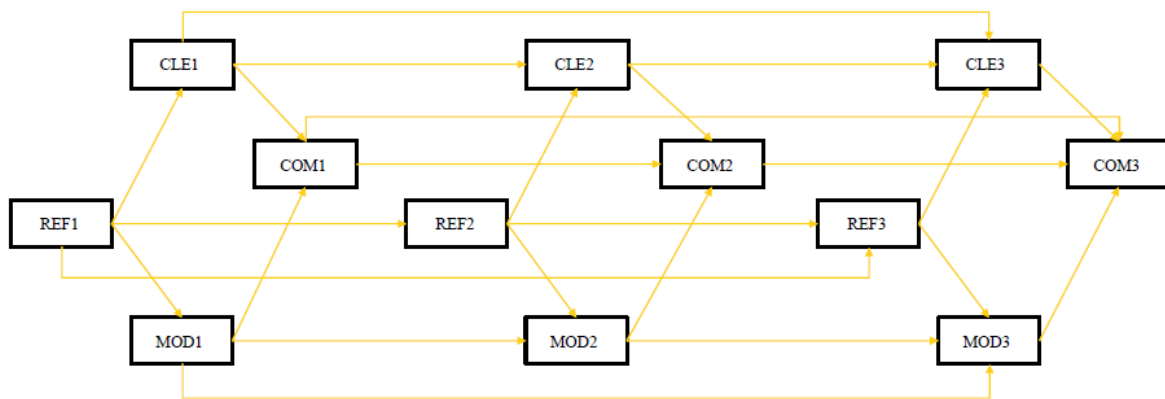 CLE1
CLE2
CLE3
COM1
COM2
COM3
REF1
REF2
REF3
MOD1
MOD2
MOD3